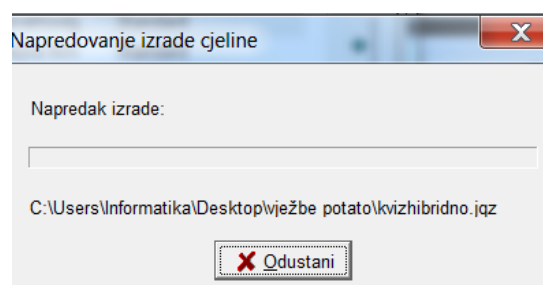 Napredovanje izrade cjeline
Napredak izrade:
C:\Users\Informatika\Desktop\vježbe potato\kvizhibridno.jqz
Odustani